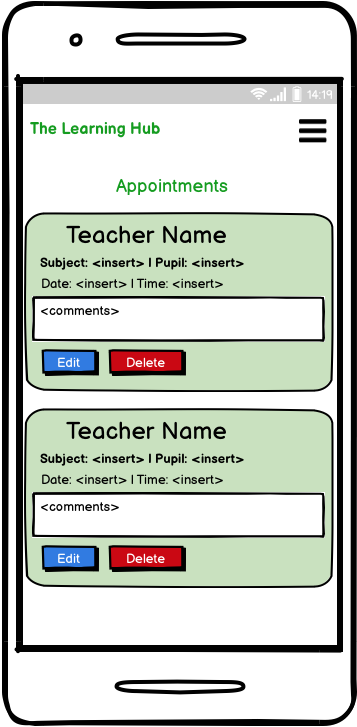 14:19
The Learning Hub
Appointments
Teacher Name
Subject: <insert> | Pupil: <insert>
Date: <insert> | Time: <insert>
<comments>
Edit Delete
Teacher Name
Subject: <insert> | Pupil: <insert>
Date: <insert> | Time: <insert>
<comments>
Edit Delete